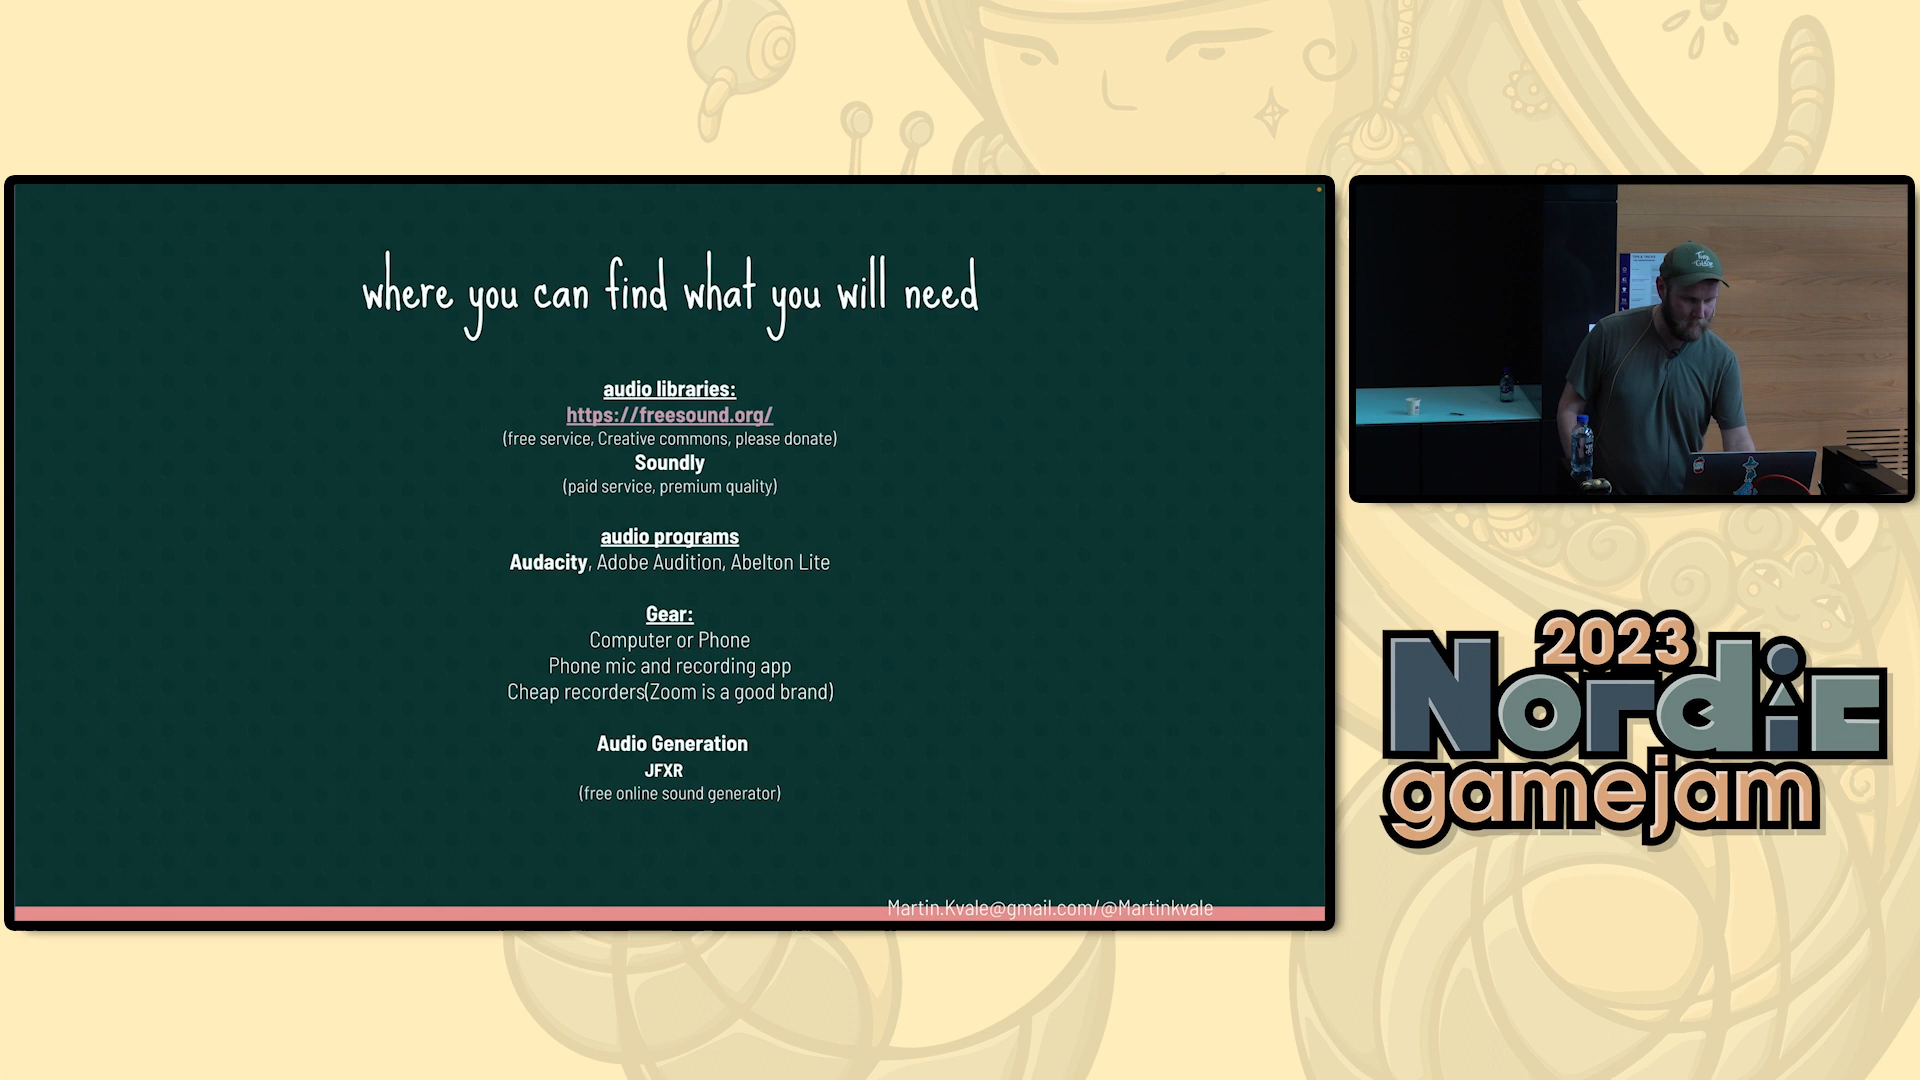 where you can find what you will need
audio libraries:
https://freesound.org/
(free service, Creative commons, please donate)
Soundly
(paid service, premium quality)
audio programs
Audacity, Adobe Audition, Abelton Lite
Gear:
Computer or Phone
Phone mic and recording app
Cheap recorders(Zoom is a good brand)
Audio Generation
JFXR
(free online sound generator)
Martin.Kvale@gmail.com/@Martinkvale
2023
Nordic
gamejam